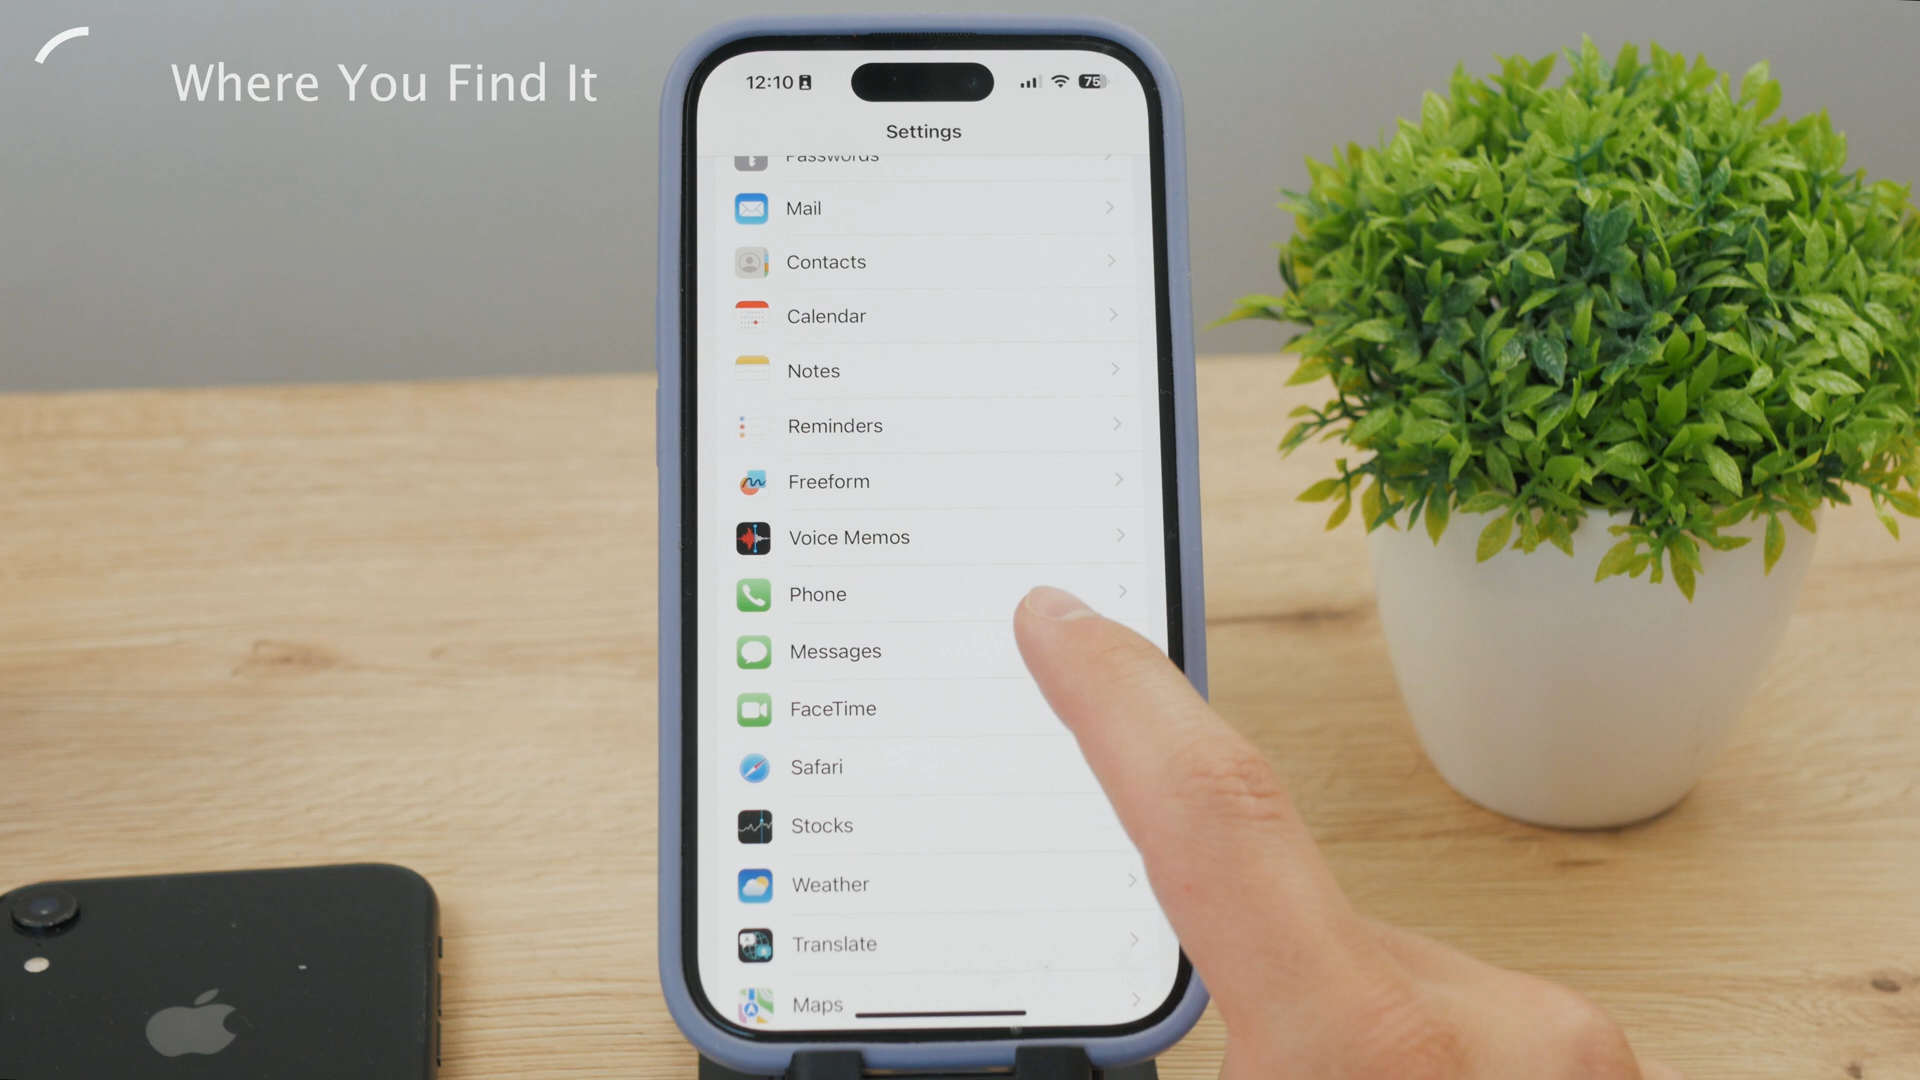 Where You Find It
12:10
75
Settings
Passwords
Mail
Contacts
Calendar
Notes
Reminders
Freeform
Voice Memos
Phone
Messages
FaceTime
Safari
Stocks
Weather
Translate
Maps